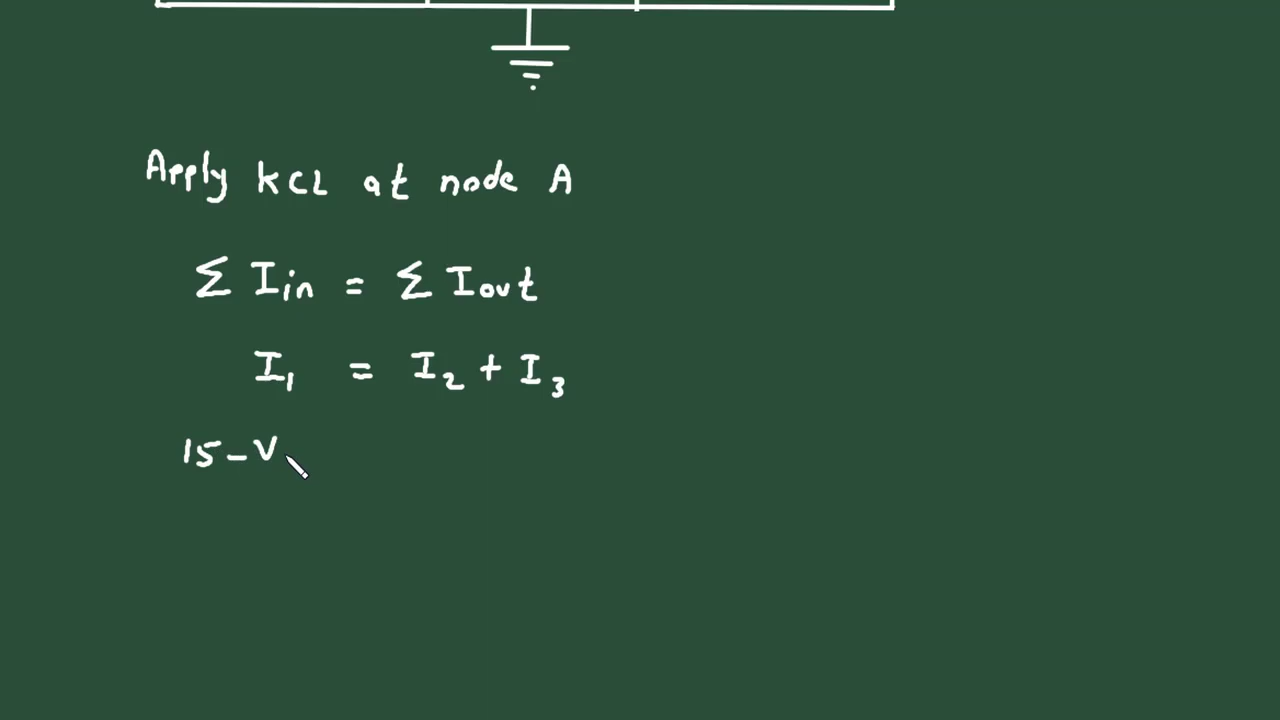 Apply KCL at node A
Σ Iin = Σ Iout
I₁ = I₂ + I₃
15 - V